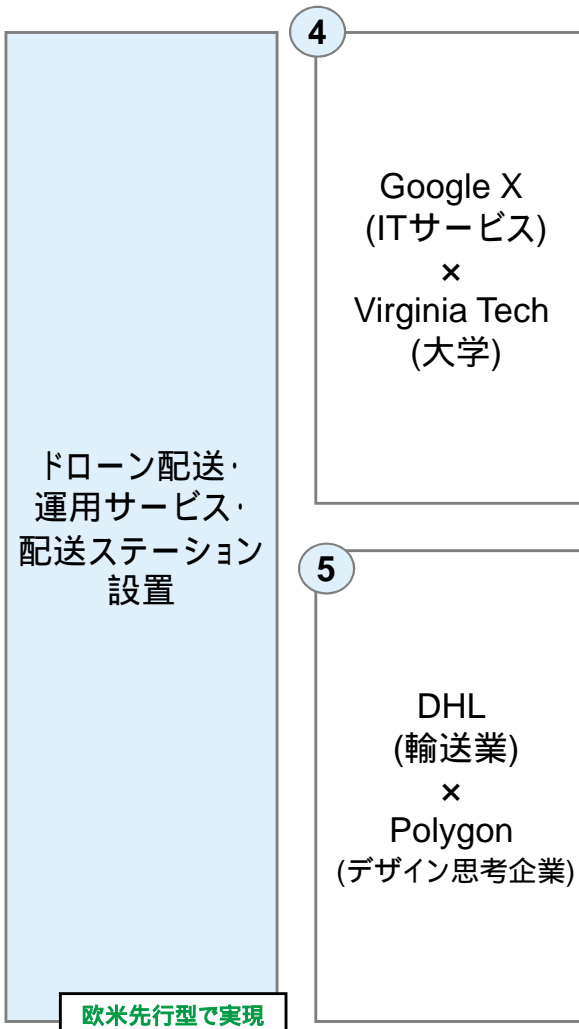 ドローン配送・
運用サービス・
配送ステーション
設置
欧米先行型で実現
4
Google X
(ITサービス)
×
Virginia Tech
(大学)
5
DHL
(輸送業)
×
Polygon
(デザイン思考企業)